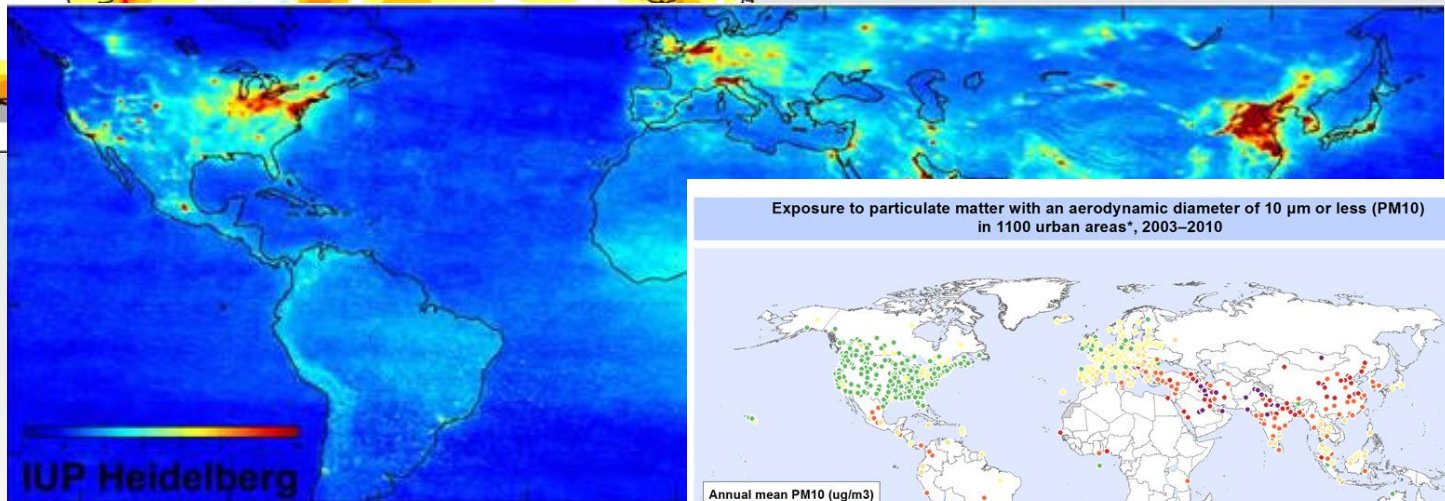 Exposure to particulate matter with an aerodynamic diameter of 10 µm or less (PM10)
in 1100 urban areas*, 2003–2010
IUP Heidelberg
Annual mean PM10 (ug/m3)